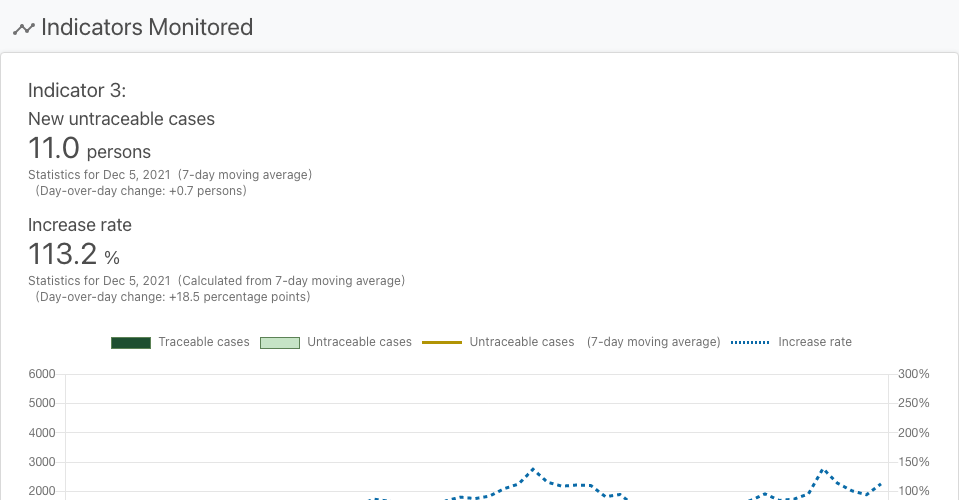 Indicators Monitored
Indicator 3:
New untraceable cases
11.0 persons
Statistics for Dec 5, 2021 (7-day moving average)
(Day-over-day change: +0.7 persons)
Increase rate
113.2 %
Statistics for Dec 5, 2021 (Calculated from 7-day moving average)
(Day-over-day change: +18.5 percentage points)
Traceable cases Untraceable cases Untraceable cases (7-day moving average) Increase rate
6000 300%
5000 250%
4000 200%
3000 150%
2000 100%